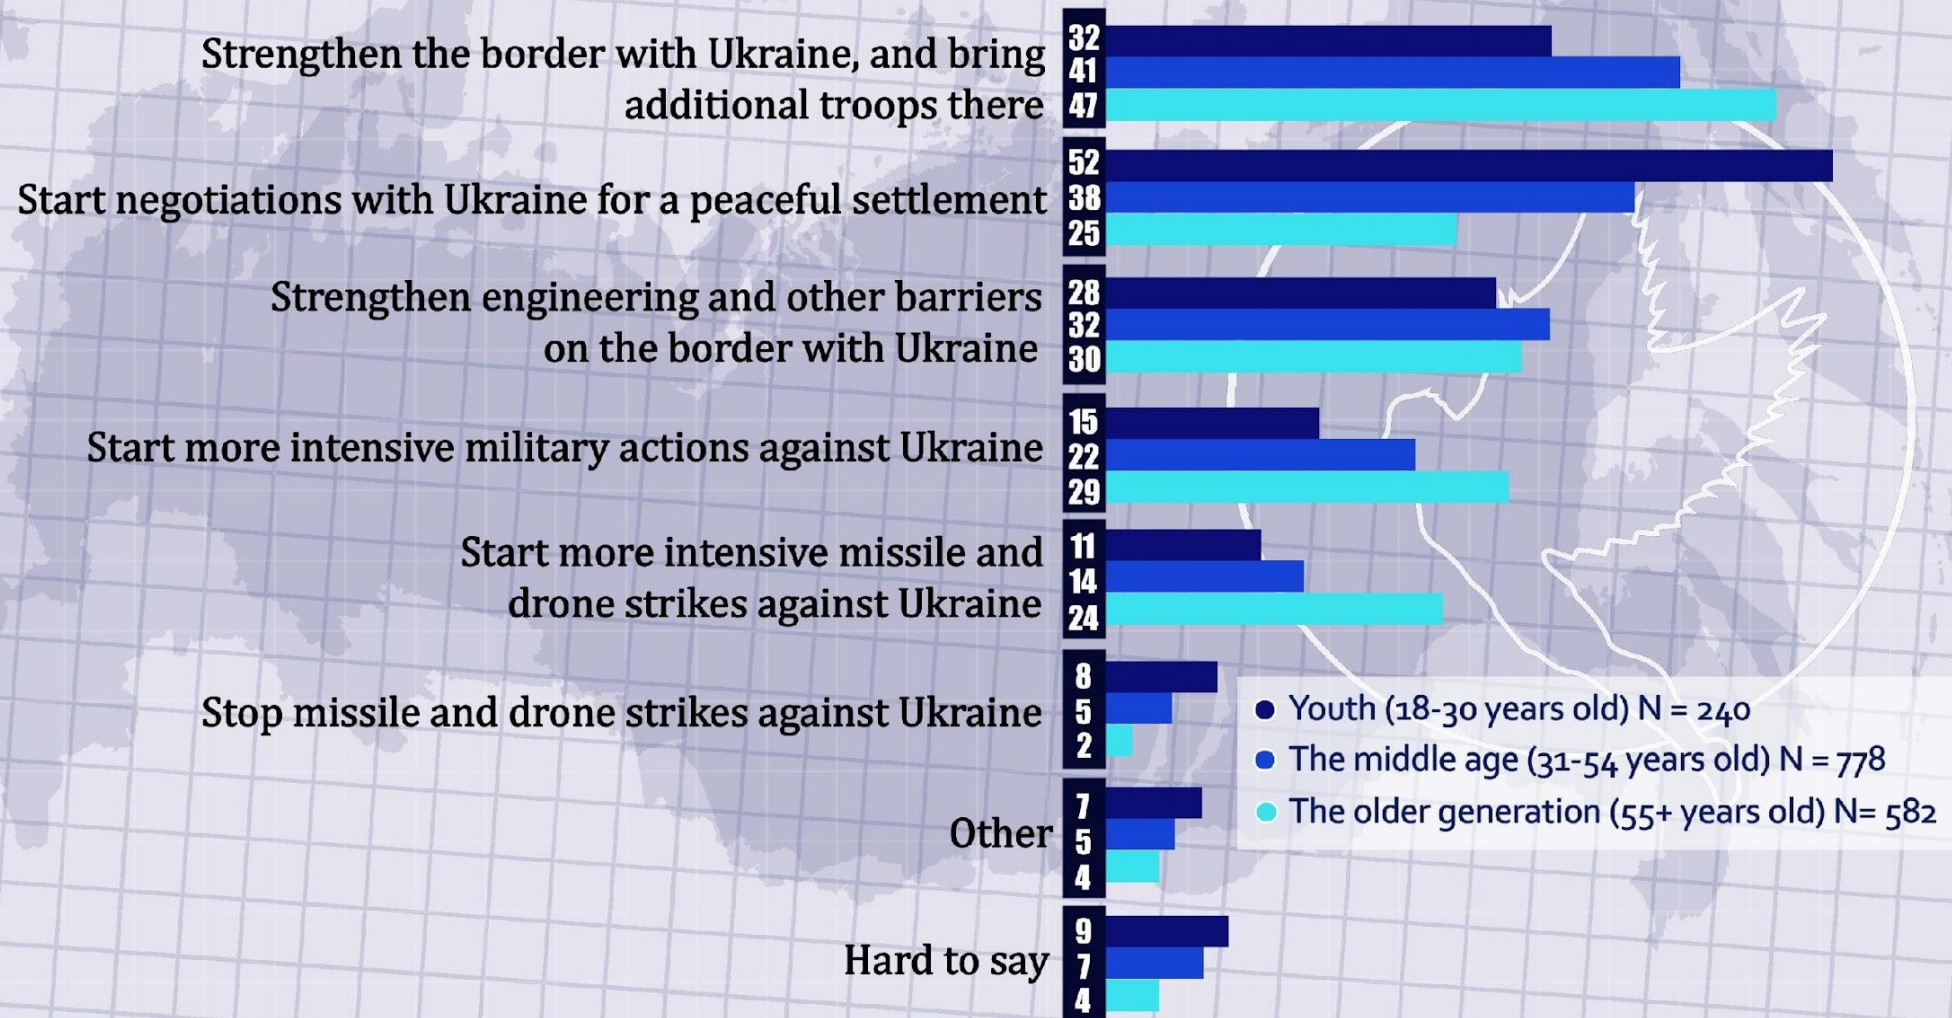 Strengthen the border with Ukraine, and bring
additional troops there
32
41
47
Start negotiations with Ukraine for a peaceful settlement
52
38
25
Strengthen engineering and other barriers
on the border with Ukraine
28
32
30
Start more intensive military actions against Ukraine
15
22
29
Start more intensive missile and
drone strikes against Ukraine
11
14
24
Stop missile and drone strikes against Ukraine
8
5
2
Other
7
5
4
Hard to say
9
7
4
Youth (18-30 years old) N = 240
The middle age (31-54 years old) N = 778
The older generation (55+ years old) N= 582